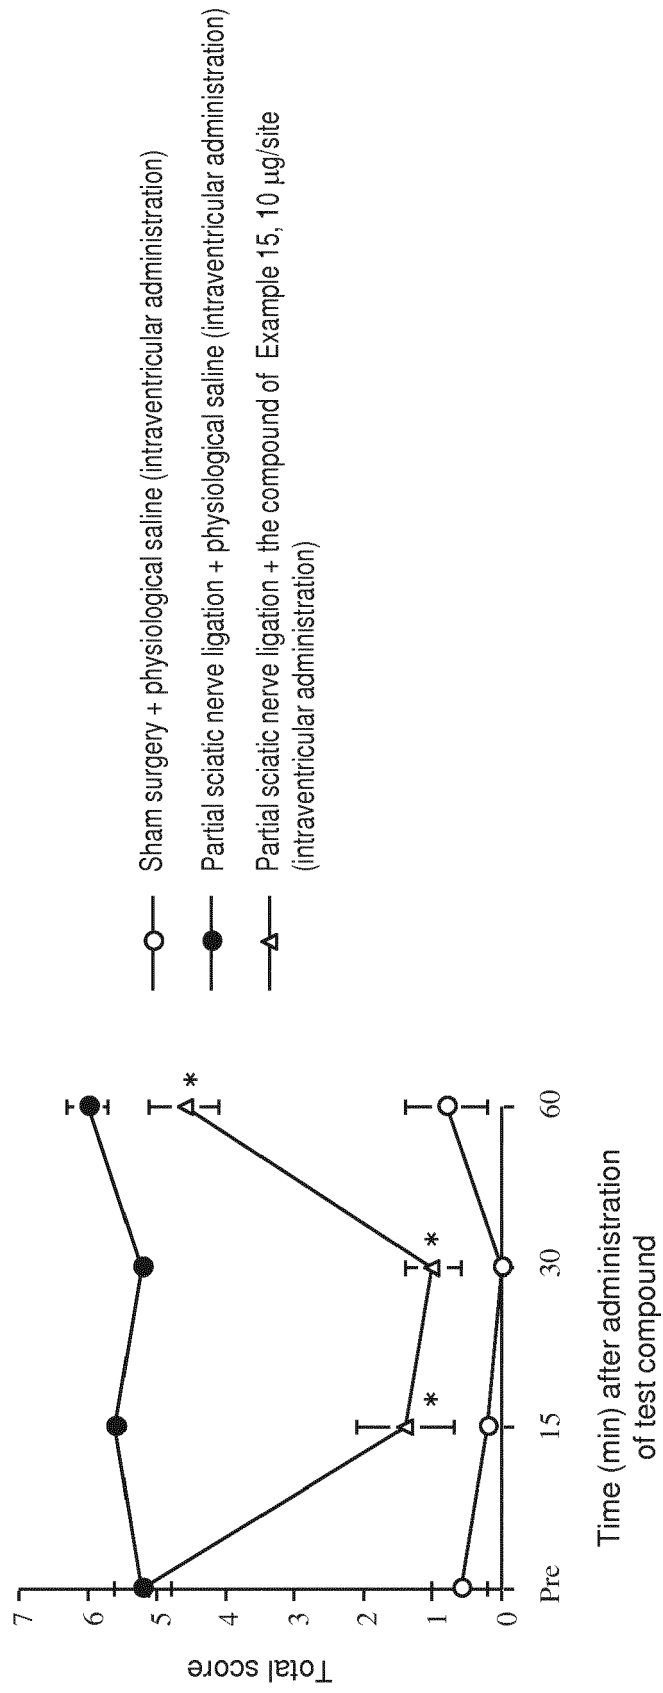 Total score
7
6
5
4
3
2
1
0
Pre
15
30
60
*
*
*
Time (min) after administration
of test compound
Sham surgery + physiological saline (intraventricular administration)
Partial sciatic nerve ligation + physiological saline (intraventricular administration)
Partial sciatic nerve ligation + the compound of Example 15, 10 µg/site
(intraventricular administration)